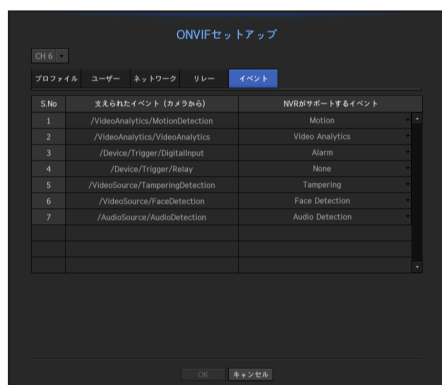 ONVIFセットアップ
CH 6
プロファイル ユーザー ネットワーク リレー イベント
S.No 支えられたイベント (カメラから) NVRがサポートするイベント
1 /VideoAnalytics/MotionDetection Motion
2 /VideoAnalytics/VideoAnalytics Video Analytics
3 /Device/Trigger/DigitalInput Alarm
4 /Device/Trigger/Relay None
5 /VideoSource/TamperingDetection Tampering
6 /VideoSource/FaceDetection Face Detection
7 /AudioSource/AudioDetection Audio Detection
OK キャンセル